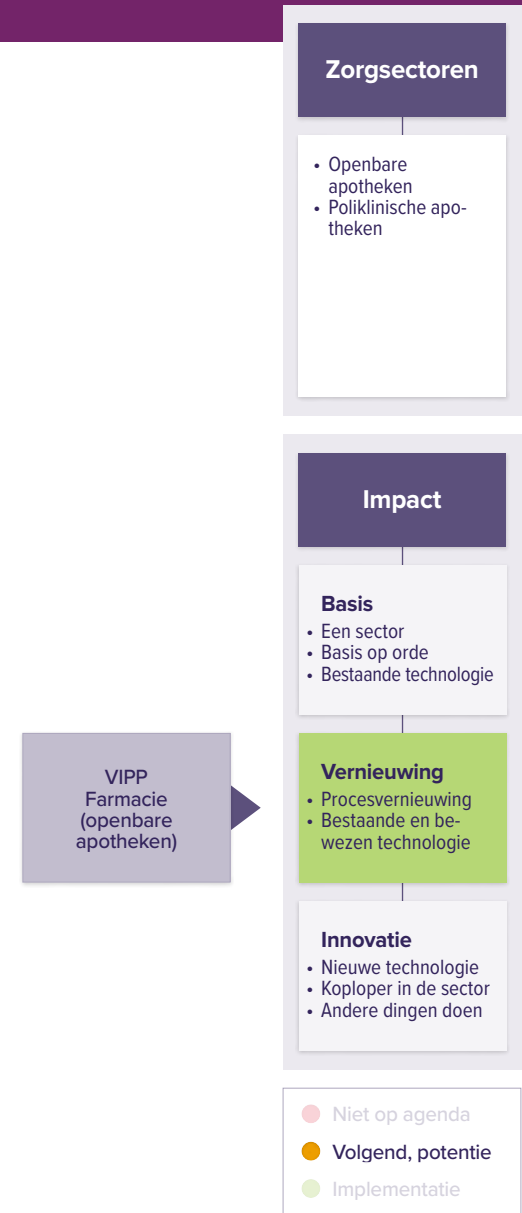 Zorgsectoren
• Openbare
apotheken
• Poliklinische apo-
theken
Impact
Basis
• Een sector
• Basis op orde
• Bestaande technologie
VIPP
Farmacie
(openbare
apotheken)
Vernieuwing
• Procesvernieuwing
• Bestaande en be-
wezen technologie
Innovatie
• Nieuwe technologie
• Koploper in de sector
• Andere dingen doen
Niet op agenda
Volgend, potentie
Implementatie